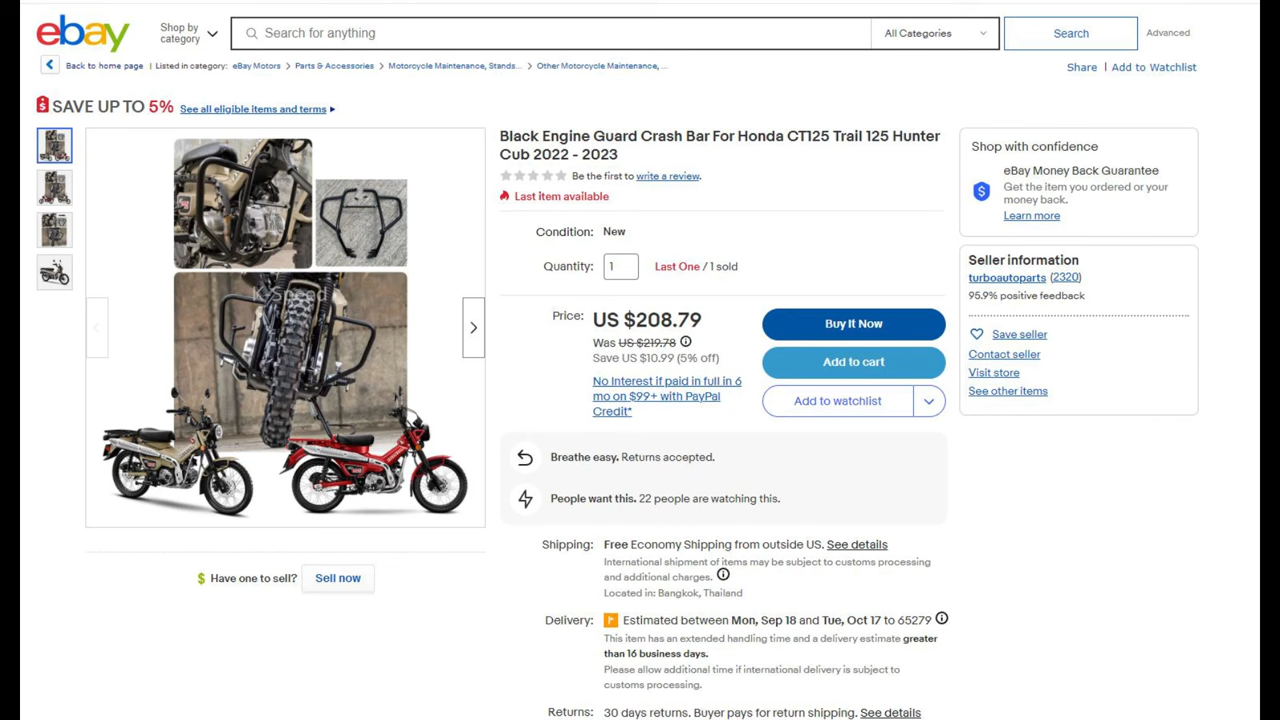 ebay
Shop by
category
Search for anything
All Categories
Search
Advanced
Back to home page | Listed in category: eBay Motors > Parts & Accessories > Motorcycle Maintenance, Stands... > Other Motorcycle Maintenance, ...
Share | Add to Watchlist
SAVE UP TO 5% See all eligible items and terms ▸
Black Engine Guard Crash Bar For Honda CT125 Trail 125 Hunter
Cub 2022 - 2023
Be the first to write a review.
Last item available
Condition: New
Quantity: 1 Last One / 1 sold
Price: US $208.79
Was US $219.78
Save US $10.99 (5% off)
No Interest if paid in full in 6
mo on $99+ with PayPal
Credit*
Buy It Now
Add to cart
Add to watchlist
Breathe easy. Returns accepted.
People want this. 22 people are watching this.
Shipping: Free Economy Shipping from outside US. See details
International shipment of items may be subject to customs processing
and additional charges.
Located in: Bangkok, Thailand
Delivery: Estimated between Mon, Sep 18 and Tue, Oct 17 to 65279
This item has an extended handling time and a delivery estimate greater
than 16 business days.
Please allow additional time if international delivery is subject to
customs processing.
Returns: 30 days returns. Buyer pays for return shipping. See details
Shop with confidence
eBay Money Back Guarantee
Get the item you ordered or your
money back.
Learn more
Seller information
turboautoparts (2320)
95.9% positive feedback
Save seller
Contact seller
Visit store
See other items
K-Speed
$ Have one to sell? Sell now